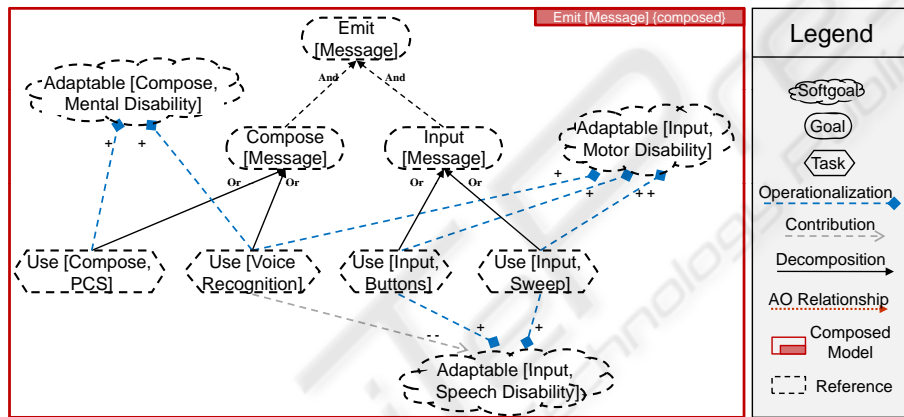 Emit [Message] {composed}
Emit
[Message]
And
And
Adaptable [Compose,
Mental Disability]
+
+
Compose
[Message]
Input
[Message]
Adaptable [Input,
Motor Disability]
+
+
+ +
Or
Or
Or
Or
Use [Compose,
PCS]
Use [Voice
Recognition]
Use [Input,
Buttons]
Use [Input,
Sweep]
--
+
+
Adaptable [Input,
Speech Disability]
Legend
Softgoal
Goal
Task
Operationalization
Contribution
Decomposition
AO Relationship
Composed
Model
Reference